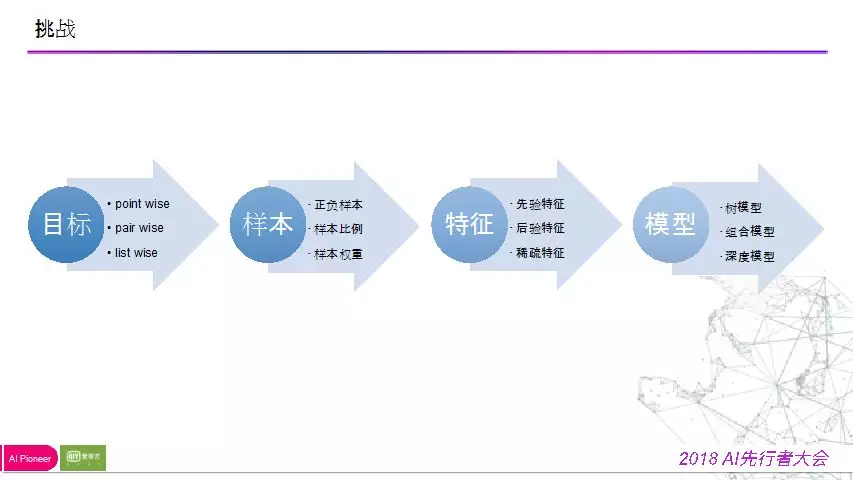 挑战
目标
• point wise
• pair wise
• list wise
样本
· 正负样本
· 样本比例
· 样本权重
特征
· 先验特征
· 后验特征
· 稀疏特征
模型
· 树模型
· 组合模型
· 深度模型
AI Pioneer
QIY 爱奇艺
2018 AI先行者大会